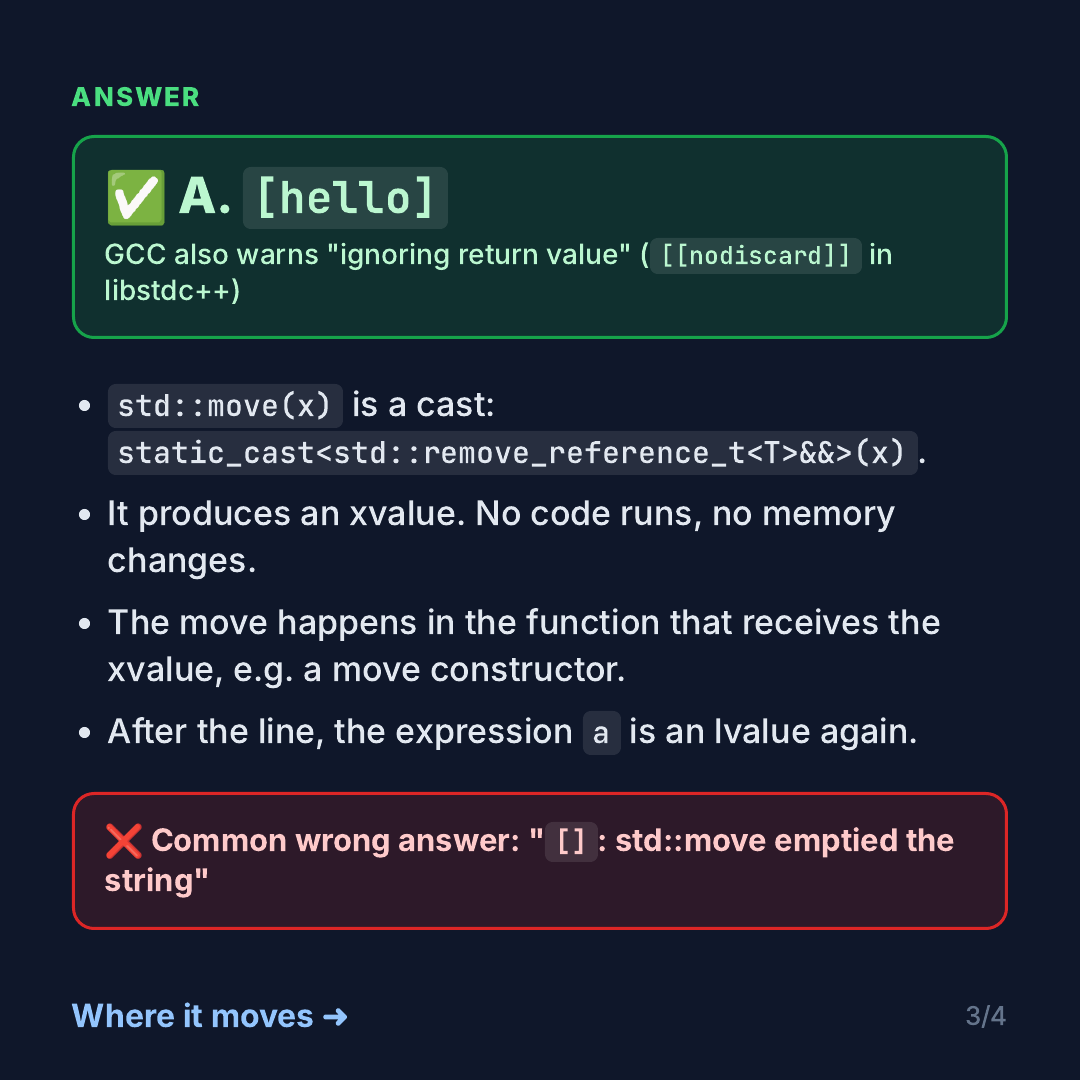 ANSWER
✅ A. [hello]
GCC also warns "ignoring return value" ( [[nodiscard]] in
libstdc++)
• std::move(x) is a cast:
static_cast<std::remove_reference_t<T>&&>(x) .
• It produces an xvalue. No code runs, no memory
changes.
• The move happens in the function that receives the
xvalue, e.g. a move constructor.
• After the line, the expression a is an lvalue again.
❌ Common wrong answer: " [] : std::move emptied the
string"
Where it moves ➜
3/4